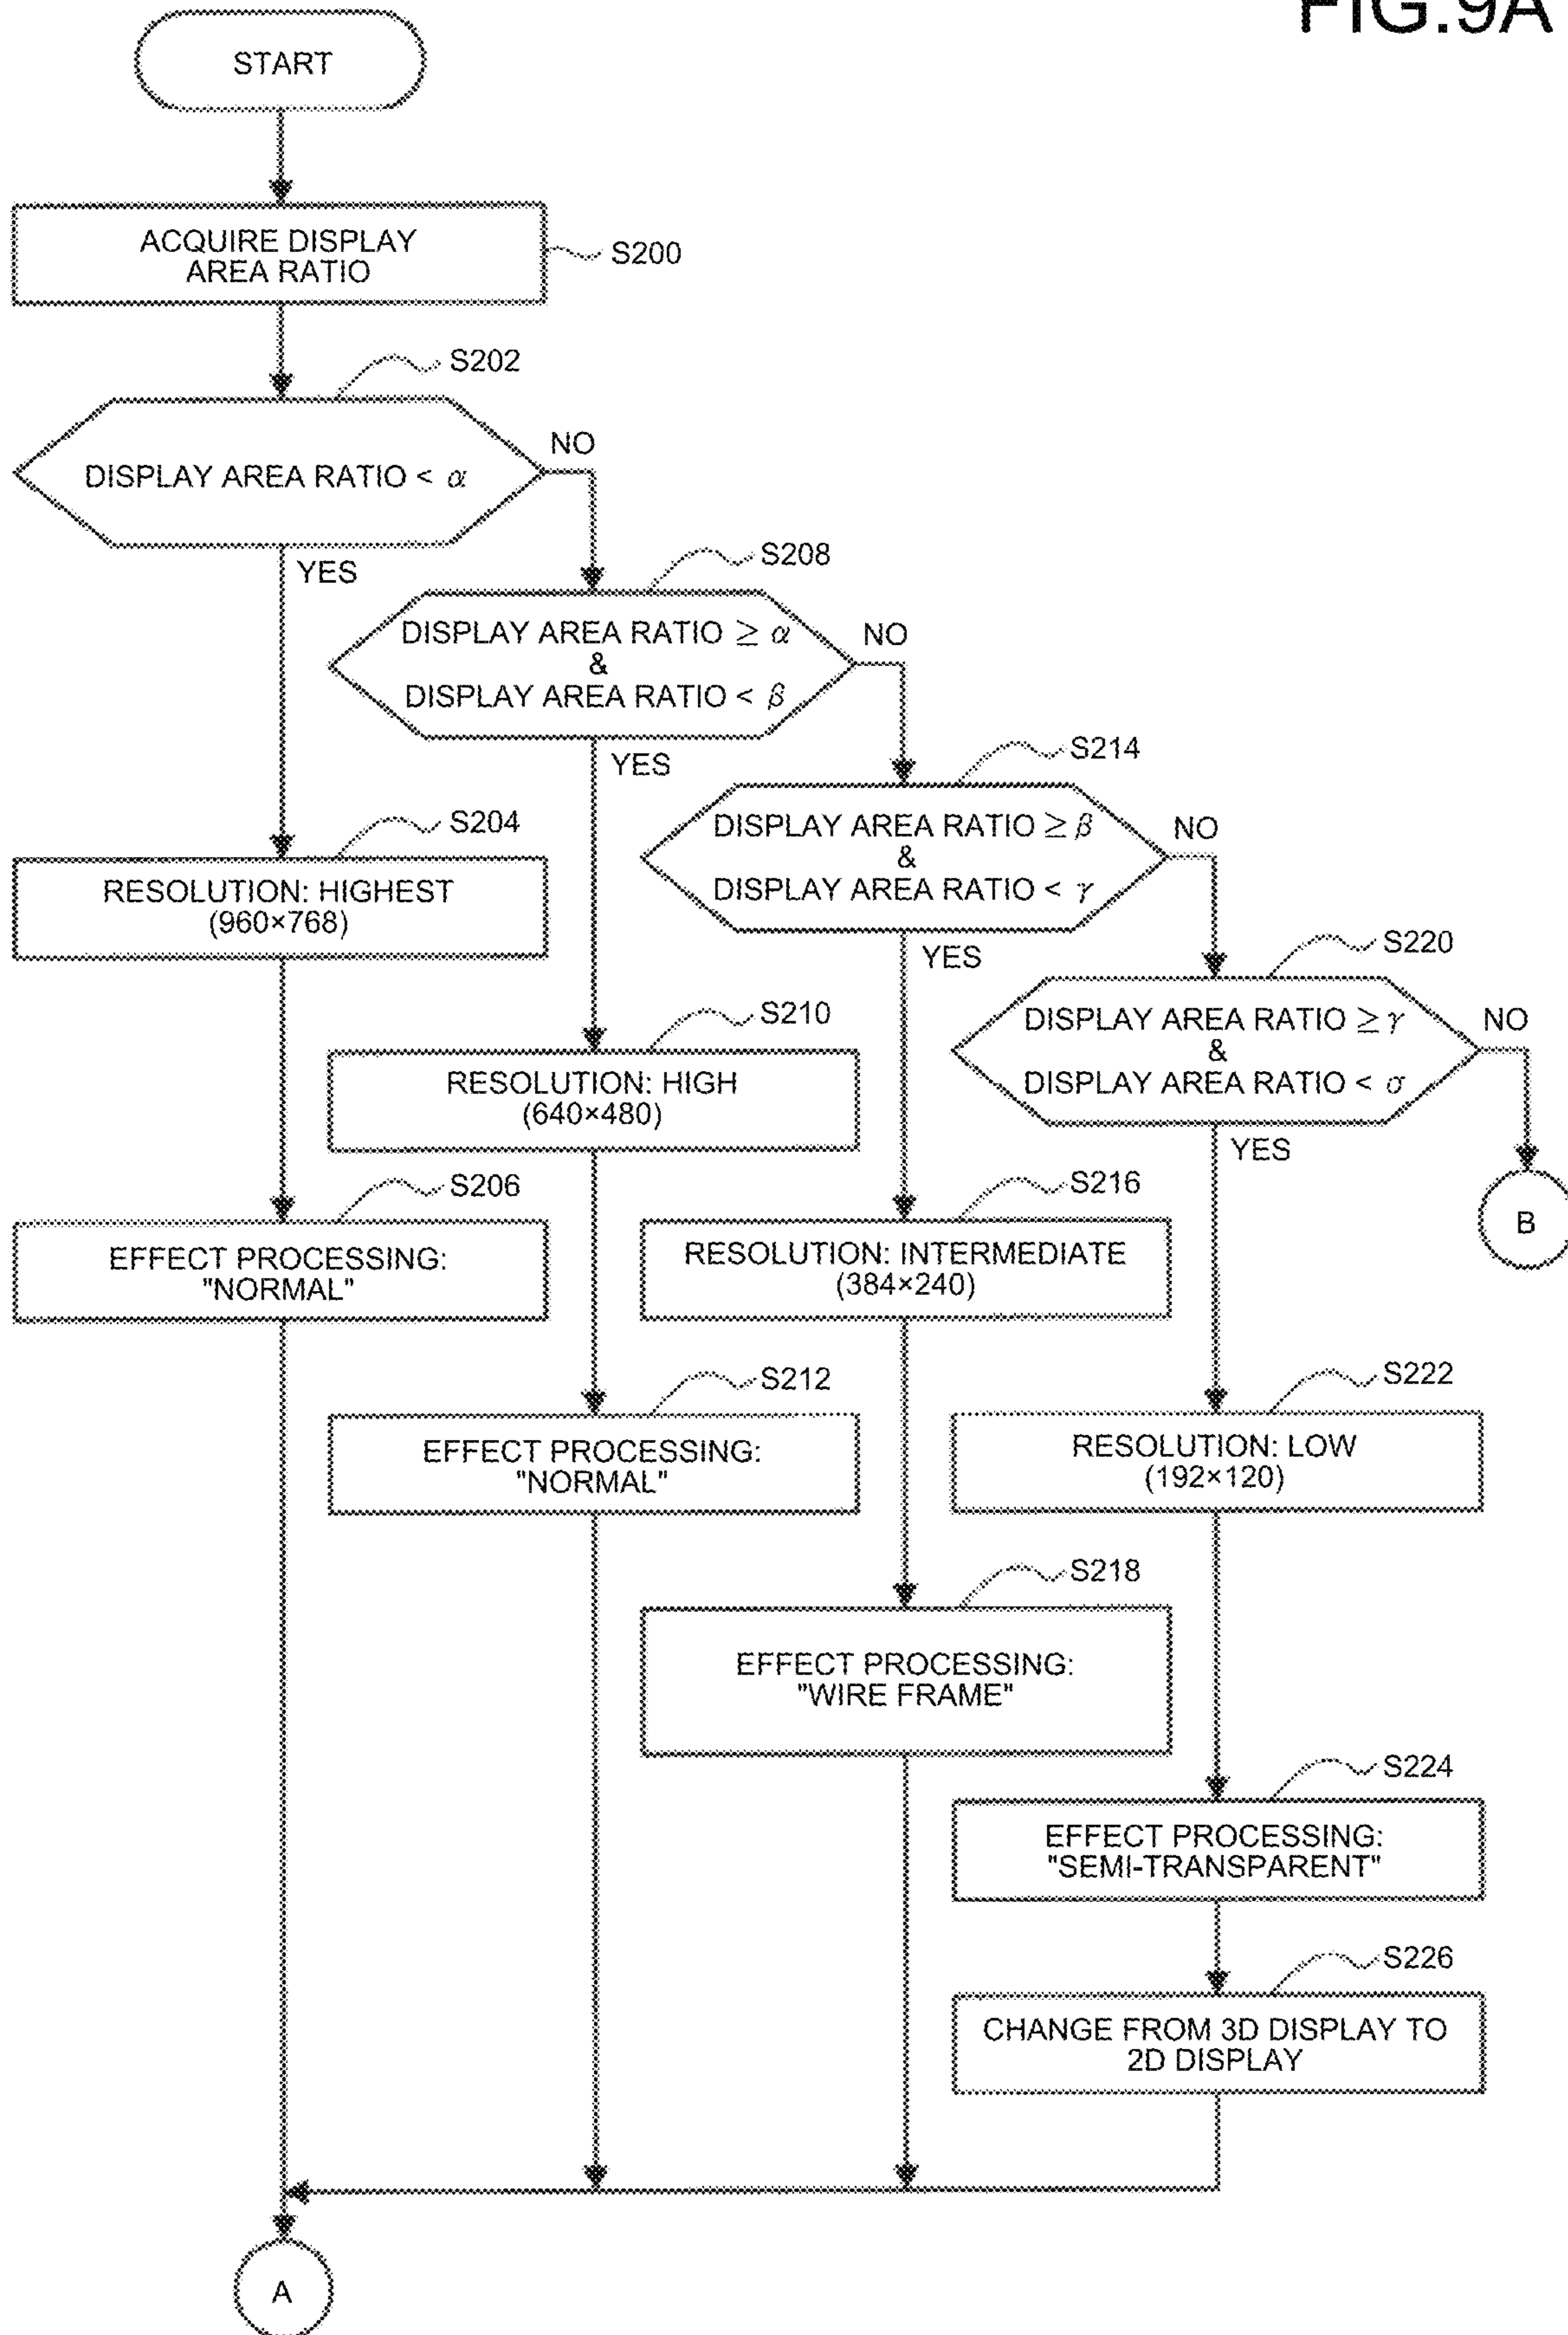 FIG.9A
START
ACQUIRE DISPLAY
AREA RATIO
S200
S202
DISPLAY AREA RATIO < α
NO
YES
S208
DISPLAY AREA RATIO ≧ α
&
DISPLAY AREA RATIO < β
NO
YES
S214
DISPLAY AREA RATIO ≧ β
&
DISPLAY AREA RATIO < γ
NO
YES
S220
DISPLAY AREA RATIO ≧ γ
&
DISPLAY AREA RATIO < σ
NO
YES
B
S204
RESOLUTION: HIGHEST
(960×768)
S210
RESOLUTION: HIGH
(640×480)
S206
EFFECT PROCESSING:
"NORMAL"
S216
RESOLUTION: INTERMEDIATE
(384×240)
S212
EFFECT PROCESSING:
"NORMAL"
S222
RESOLUTION: LOW
(192×120)
S218
EFFECT PROCESSING:
"WIRE FRAME"
S224
EFFECT PROCESSING:
"SEMI-TRANSPARENT"
S226
CHANGE FROM 3D DISPLAY TO
2D DISPLAY
A